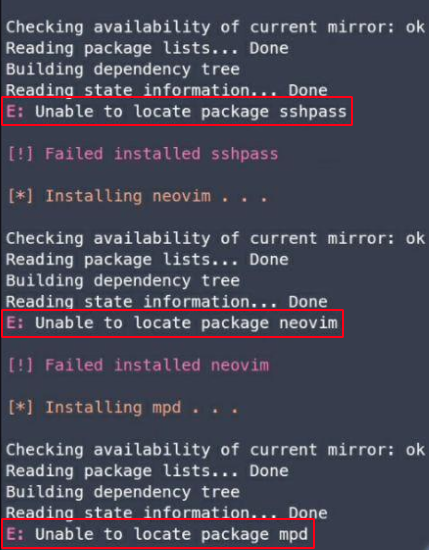 Checking availability of current mirror: ok
Reading package lists... Done
Building dependency tree
Reading state information... Done
E: Unable to locate package sshpass
[!] Failed installed sshpass
[*] Installing neovim . . .
Checking availability of current mirror: ok
Reading package lists... Done
Building dependency tree
Reading state information... Done
E: Unable to locate package neovim
[!] Failed installed neovim
[*] Installing mpd . . .
Checking availability of current mirror: ok
Reading package lists... Done
Building dependency tree
Reading state information... Done
E: Unable to locate package mpd